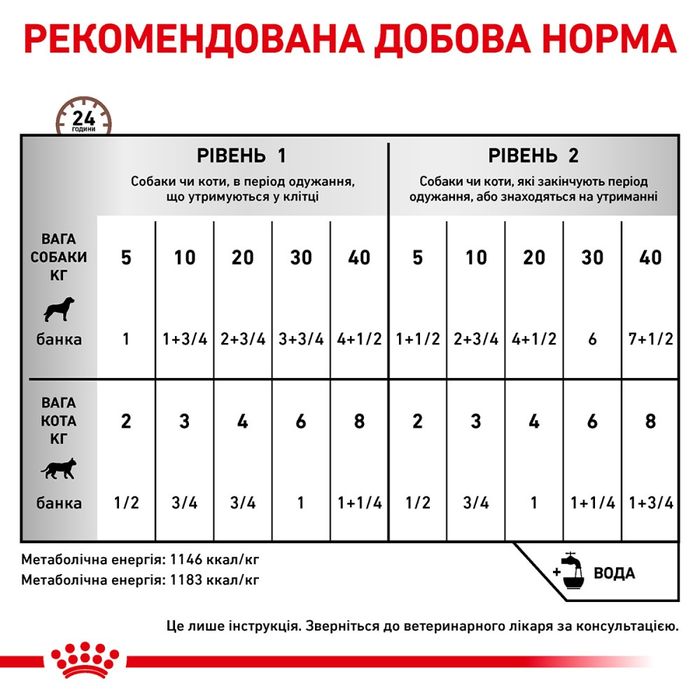 РЕКОМЕНДОВАНА ДОБОВА НОРМА
24
ГОДИНИ
РІВЕНЬ 1
Собаки чи коти, в період одужання,
що утримуються у клітці
РІВЕНЬ 2
Собаки чи коти, які закінчують період
одужання, або знаходяться на утриманні
ВАГА
СОБАКИ
КГ
5 10 20 30 40 5 10 20 30 40
банка 1 1+3/4 2+3/4 3+3/4 4+1/2 1+1/2 2+3/4 4+1/2 6 7+1/2
ВАГА
КОТА
КГ
2 3 4 6 8 2 3 4 6 8
банка 1/2 3/4 3/4 1 1+1/4 1/2 3/4 1 1+1/4 1+3/4
Метаболічна енергія: 1146 ккал/кг
Метаболічна енергія: 1183 ккал/кг
+ ВОДА
Це лише інструкція. Зверніться до ветеринарного лікаря за консультацією.